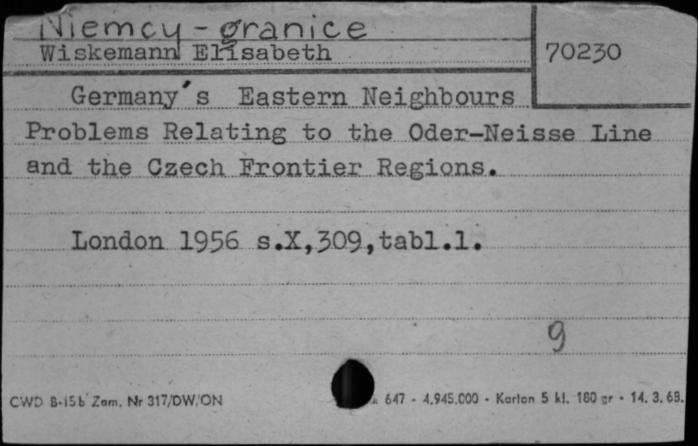 Niemcy - granice
Wiskemann Elisabeth
70230
Germany's Eastern Neighbours
Problems Relating to the Oder-Neisse Line
and the Czech Frontier Regions.
London 1956 s.X,309,tabl.1.
9
CWD B-15b Zam. Nr 317/DW/ON 647 - 4.945.000 - Karton 5 kl. 180 gr - 14. 3. 68.